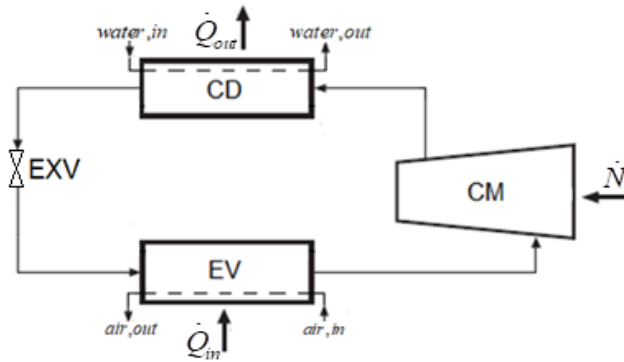 water,in
Q̇out
water,out
CD
EXV
CM
Ṅ
EV
air,out
Q̇in
air,in